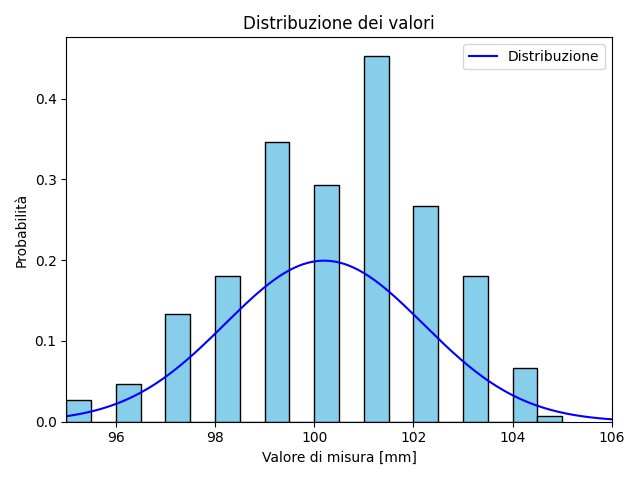 Distribuzione dei valori
Distribuzione
Probabilità
0.4
0.3
0.2
0.1
0.0
96 98 100 102 104 106
Valore di misura [mm]